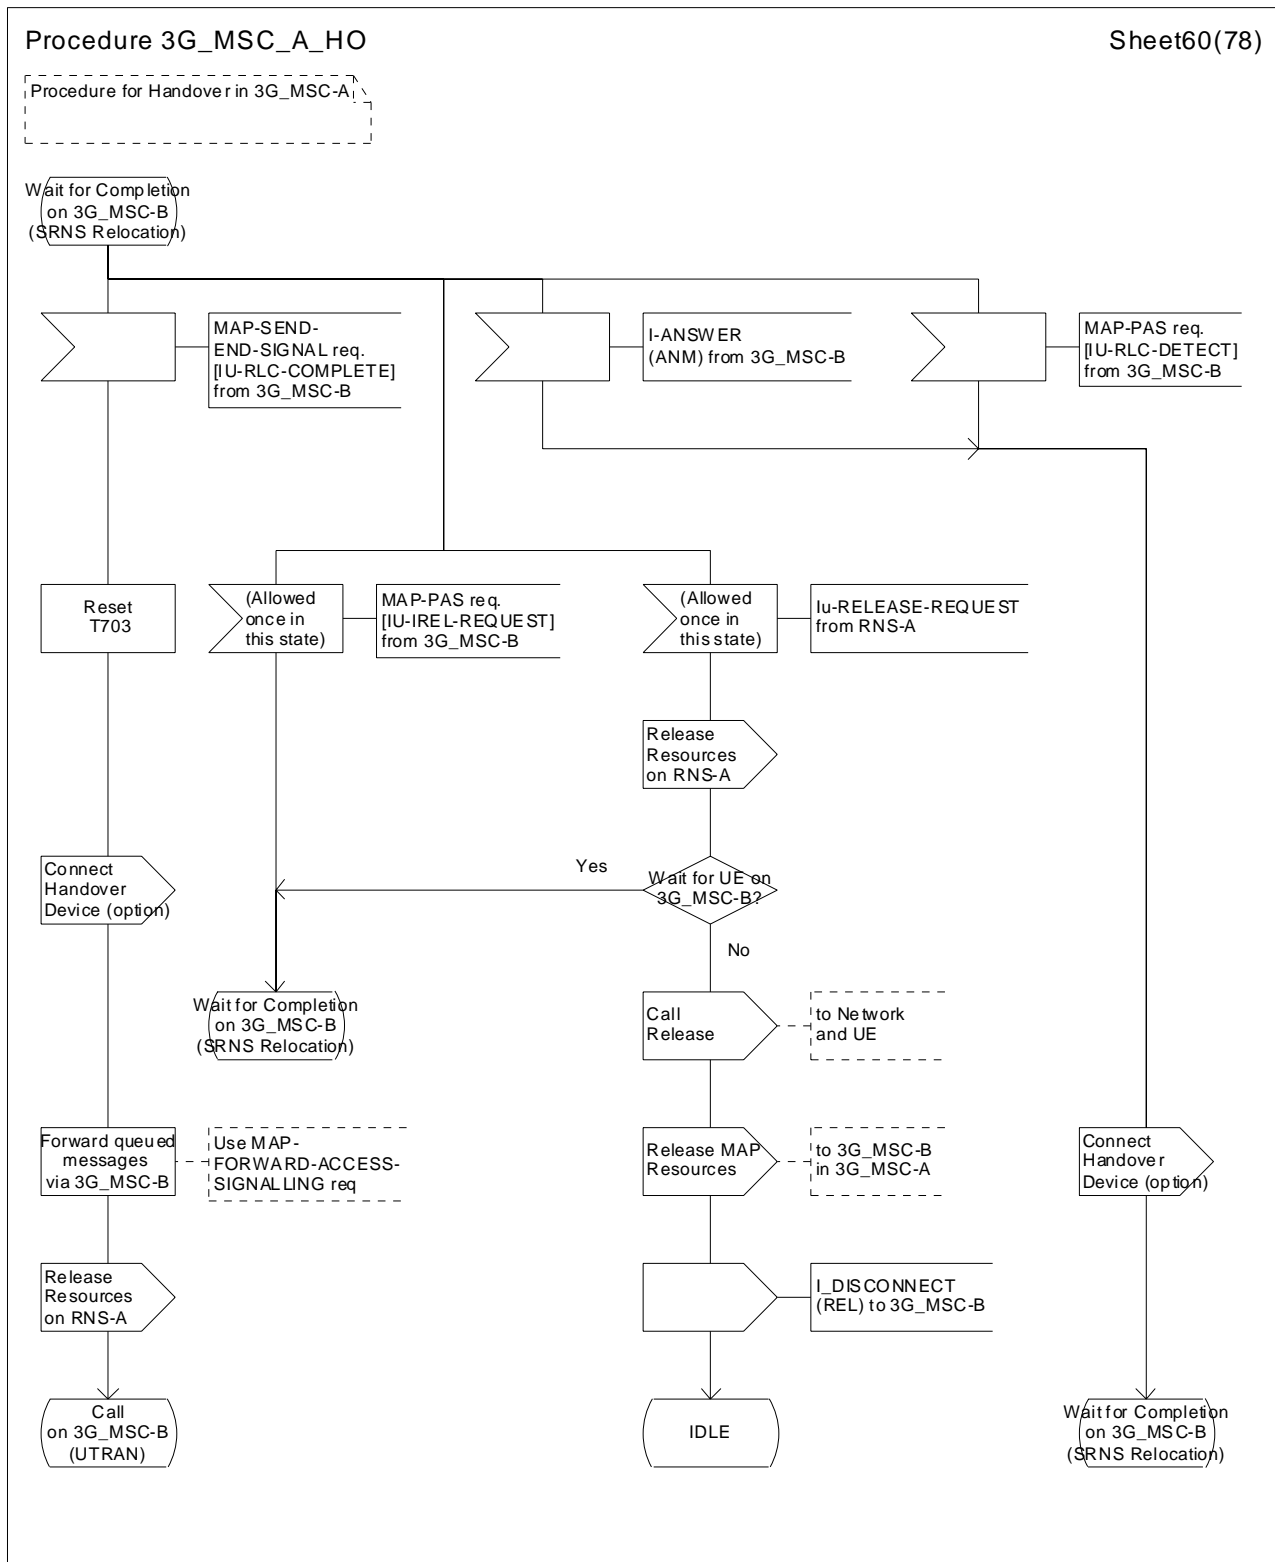 Procedure 3G_MSC_A_HO
Sheet60(78)
Procedure for Handover in 3G_MSC-A
Wait for Completion
on 3G_MSC-B
(SRNS Relocation)
MAP-SEND-
END-SIGNAL req.
[IU-RLC-COMPLETE]
from 3G_MSC-B
I-ANSWER
(ANM) from 3G_MSC-B
MAP-PAS req.
[IU-RLC-DETECT]
from 3G_MSC-B
Reset
T703
(Allowed
once in
this state)
MAP-PAS req.
[IU-IREL-REQUEST]
from 3G_MSC-B
(Allowed
once in
this state)
Iu-RELEASE-REQUEST
from RNS-A
Release
Resources
on RNS-A
Connect
Handover
Device (option)
Yes
Wait for UE on
3G_MSC-B?
No
Wait for Completion
on 3G_MSC-B
(SRNS Relocation)
Call
Release
to Network
and UE
Forward queued
messages
via 3G_MSC-B
Use MAP-
FORWARD-ACCESS-
SIGNALLING req
Release MAP
Resources
to 3G_MSC-B
in 3G_MSC-A
Connect
Handover
Device (option)
Release
Resources
on RNS-A
I_DISCONNECT
(REL) to 3G_MSC-B
Call
on 3G_MSC-B
(UTRAN)
IDLE
Wait for Completion
on 3G_MSC-B
(SRNS Relocation)